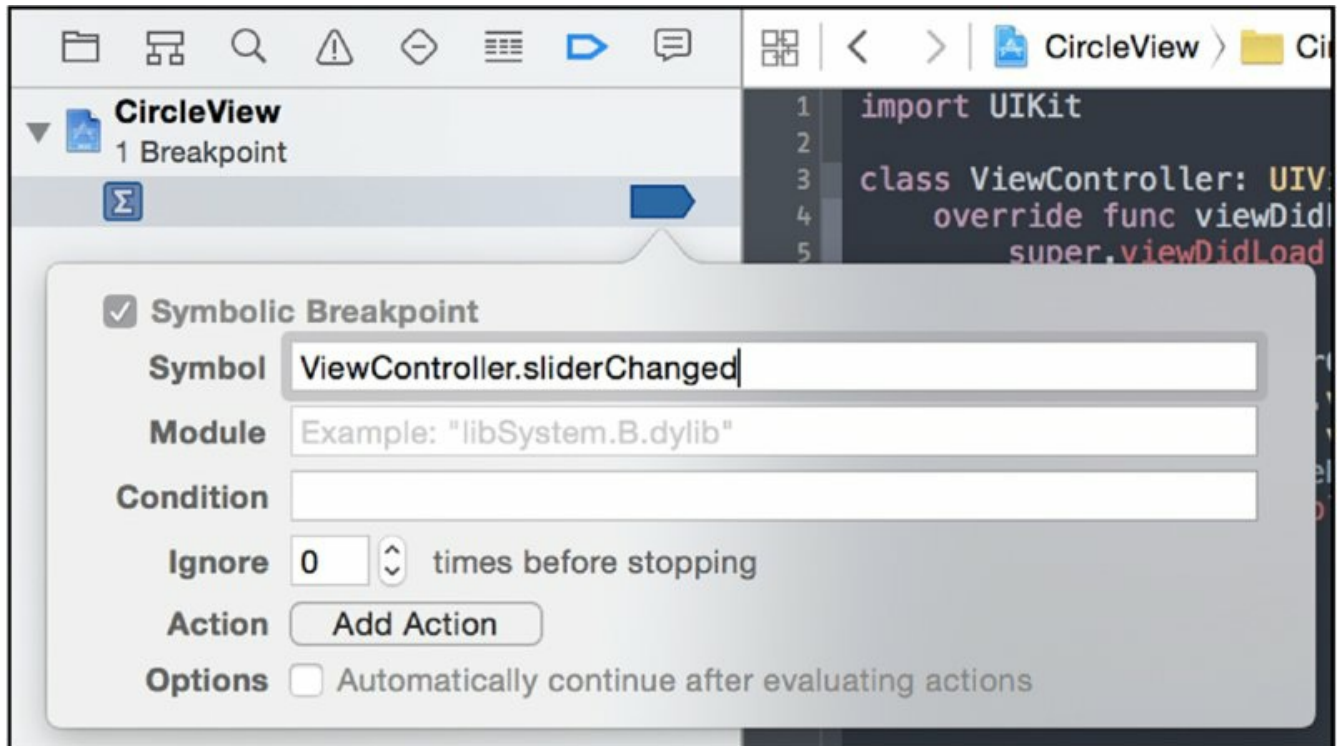 CircleView
1 Breakpoint
Σ
CircleView
1 import UIKit
2
3 class ViewController:
4 override func
5 super.viewDidLoad
Symbolic Breakpoint
Symbol ViewController.sliderChanged
Module Example: "libSystem.B.dylib"
Condition
Ignore 0 times before stopping
Action Add Action
Options Automatically continue after evaluating actions